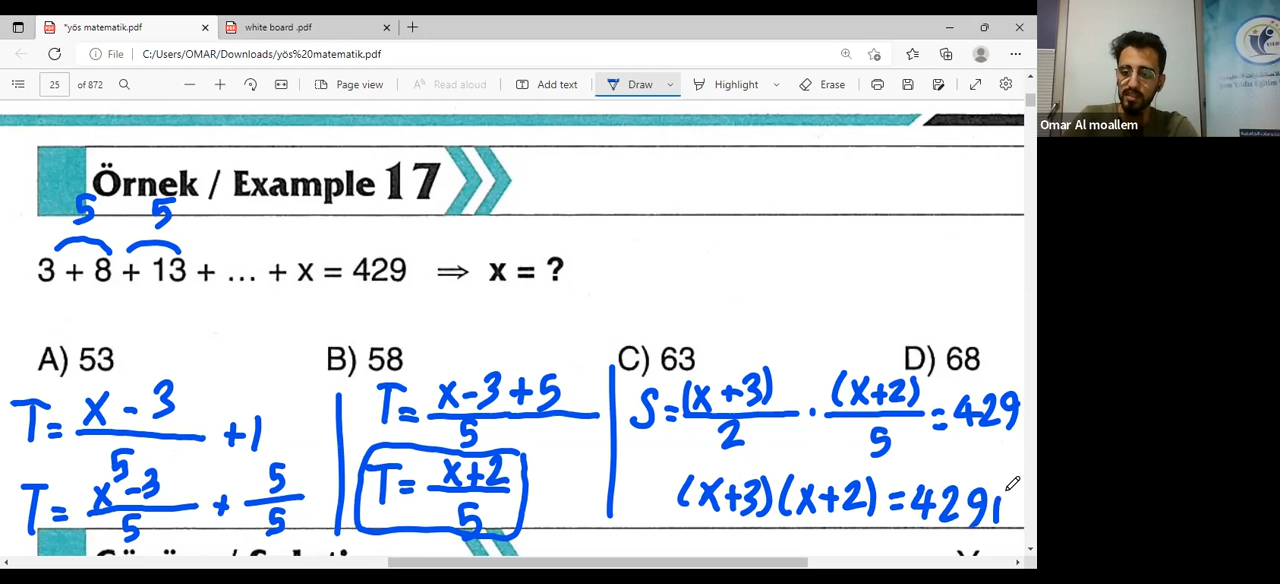 *yös matematik.pdf
white board .pdf
File
C:/Users/OMAR/Downloads/yös%20matematik.pdf
25 of 872
Page view
Read aloud
Add text
Draw
Highlight
Erase
Omar Al moallem
Örnek / Example 17
5 5
3 + 8 + 13 + ... + x = 429 ⇒ x = ?
A) 53 B) 58 C) 63 D) 68
T = (x - 3)/5 + 1
T = (x - 3)/5 + 5/5
T = (x - 3 + 5)/5
T = (x + 2)/5
S = (x + 3)/2 · (x + 2)/5 = 429
(x + 3)(x + 2) = 4291